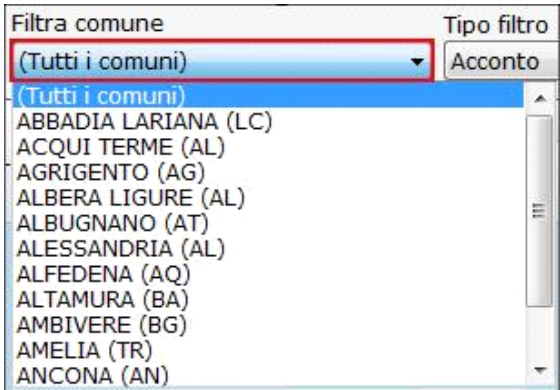 Filtra comune Tipo filtro
(Tutti i comuni) Acconto
(Tutti i comuni)
ABBADIA LARIANA (LC)
ACQUI TERME (AL)
AGRIGENTO (AG)
ALBERA LIGURE (AL)
ALBUGNANO (AT)
ALESSANDRIA (AL)
ALFEDENA (AQ)
ALTAMURA (BA)
AMBIVERE (BG)
AMELIA (TR)
ANCONA (AN)